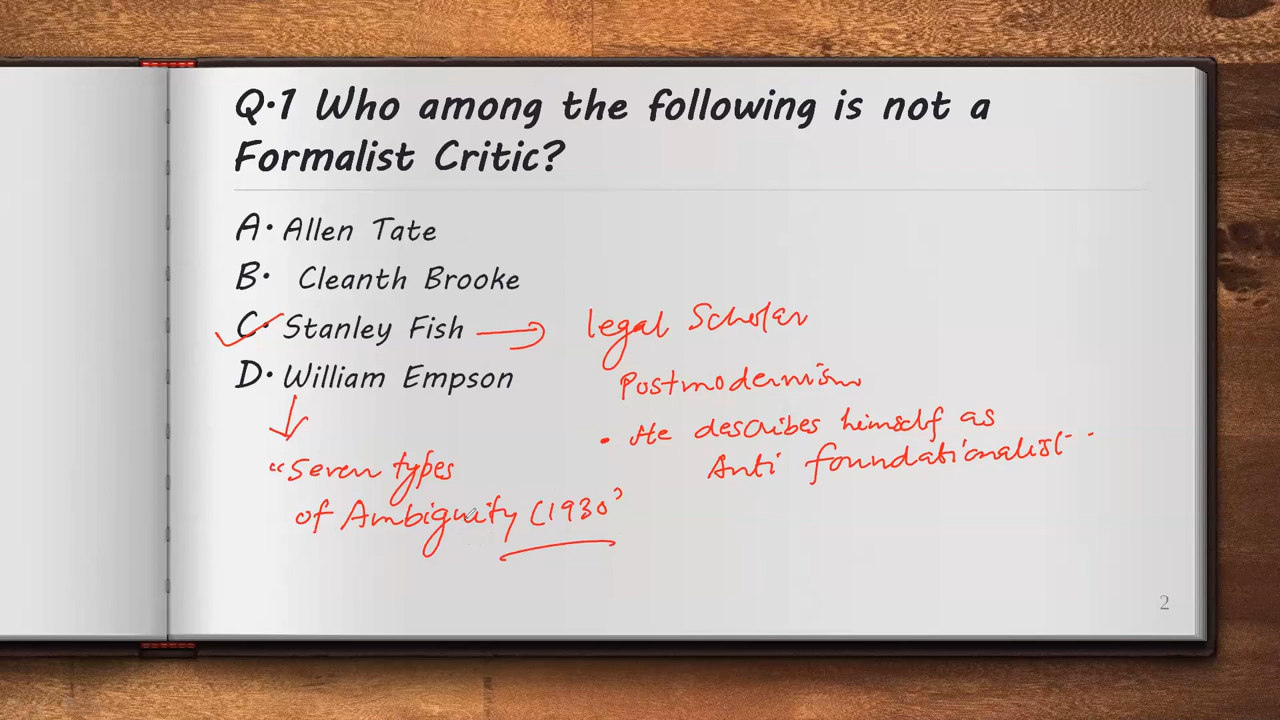 Q.1 Who among the following is not a
Formalist Critic?
A. Allen Tate
B. Cleanth Brooke
C. Stanley Fish
D. William Empson
legal Scholar
Postmodernism
• He describes himself as
Anti foundationalist
"Seven types
of Ambiguity (1930)
2